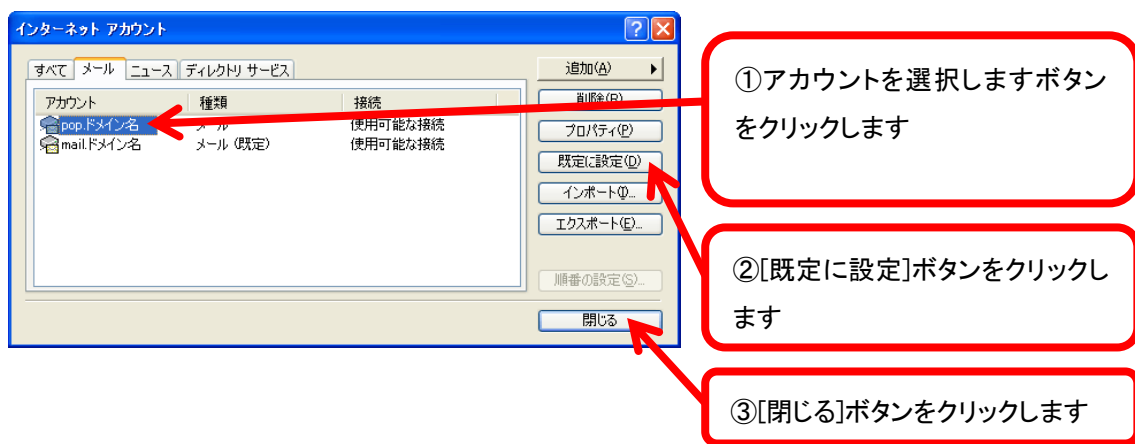 インターネット アカウント
すべて メール ニュース ディレクトリ サービス
アカウント 種類 接続
pop.ドメイン名 メール 使用可能な接続
mail.ドメイン名 メール (既定) 使用可能な接続
追加(A)
削除(R)
プロパティ(P)
既定に設定(D)
インポート(I)...
エクスポート(E)...
順番の設定(S)...
閉じる
①アカウントを選択しますボタン
をクリックします
②[既定に設定]ボタンをクリックし
ます
③[閉じる]ボタンをクリックします